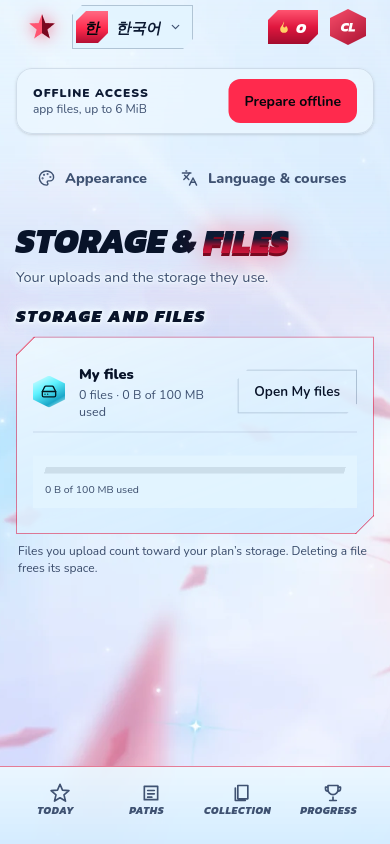 한 한국어
0
CL
OFFLINE ACCESS
app files, up to 6 MiB
Prepare offline
Appearance
Language & courses
STORAGE & FILES
Your uploads and the storage they use.
STORAGE AND FILES
My files
0 files · 0 B of 100 MB
used
Open My files
0 B of 100 MB used
Files you upload count toward your plan's storage. Deleting a file
frees its space.
TODAY
PATHS
COLLECTION
PROGRESS